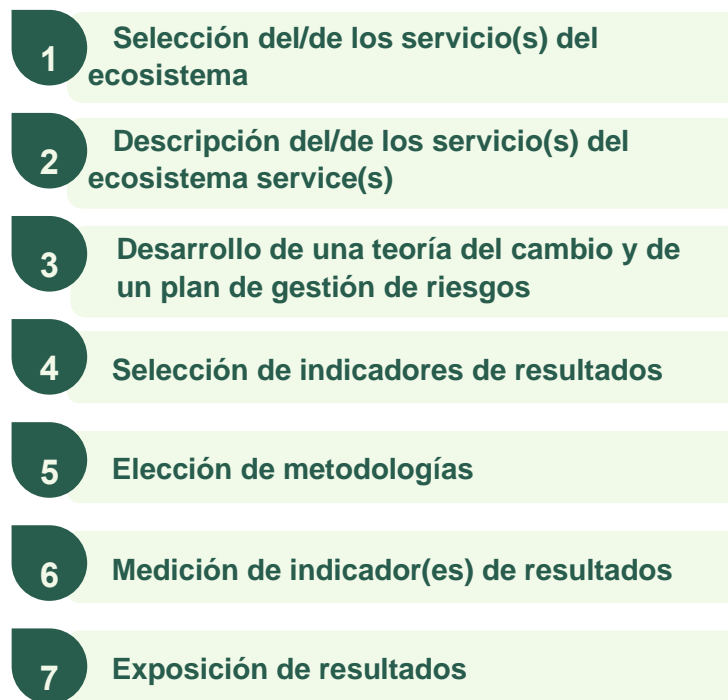 1
Selección del/de los servicio(s) del
ecosistema
2
Descripción del/de los servicio(s) del
ecosistema service(s)
3
Desarrollo de una teoría del cambio y de
un plan de gestión de riesgos
4
Selección de indicadores de resultados
5
Elección de metodologías
6
Medición de indicador(es) de resultados
7
Exposición de resultados